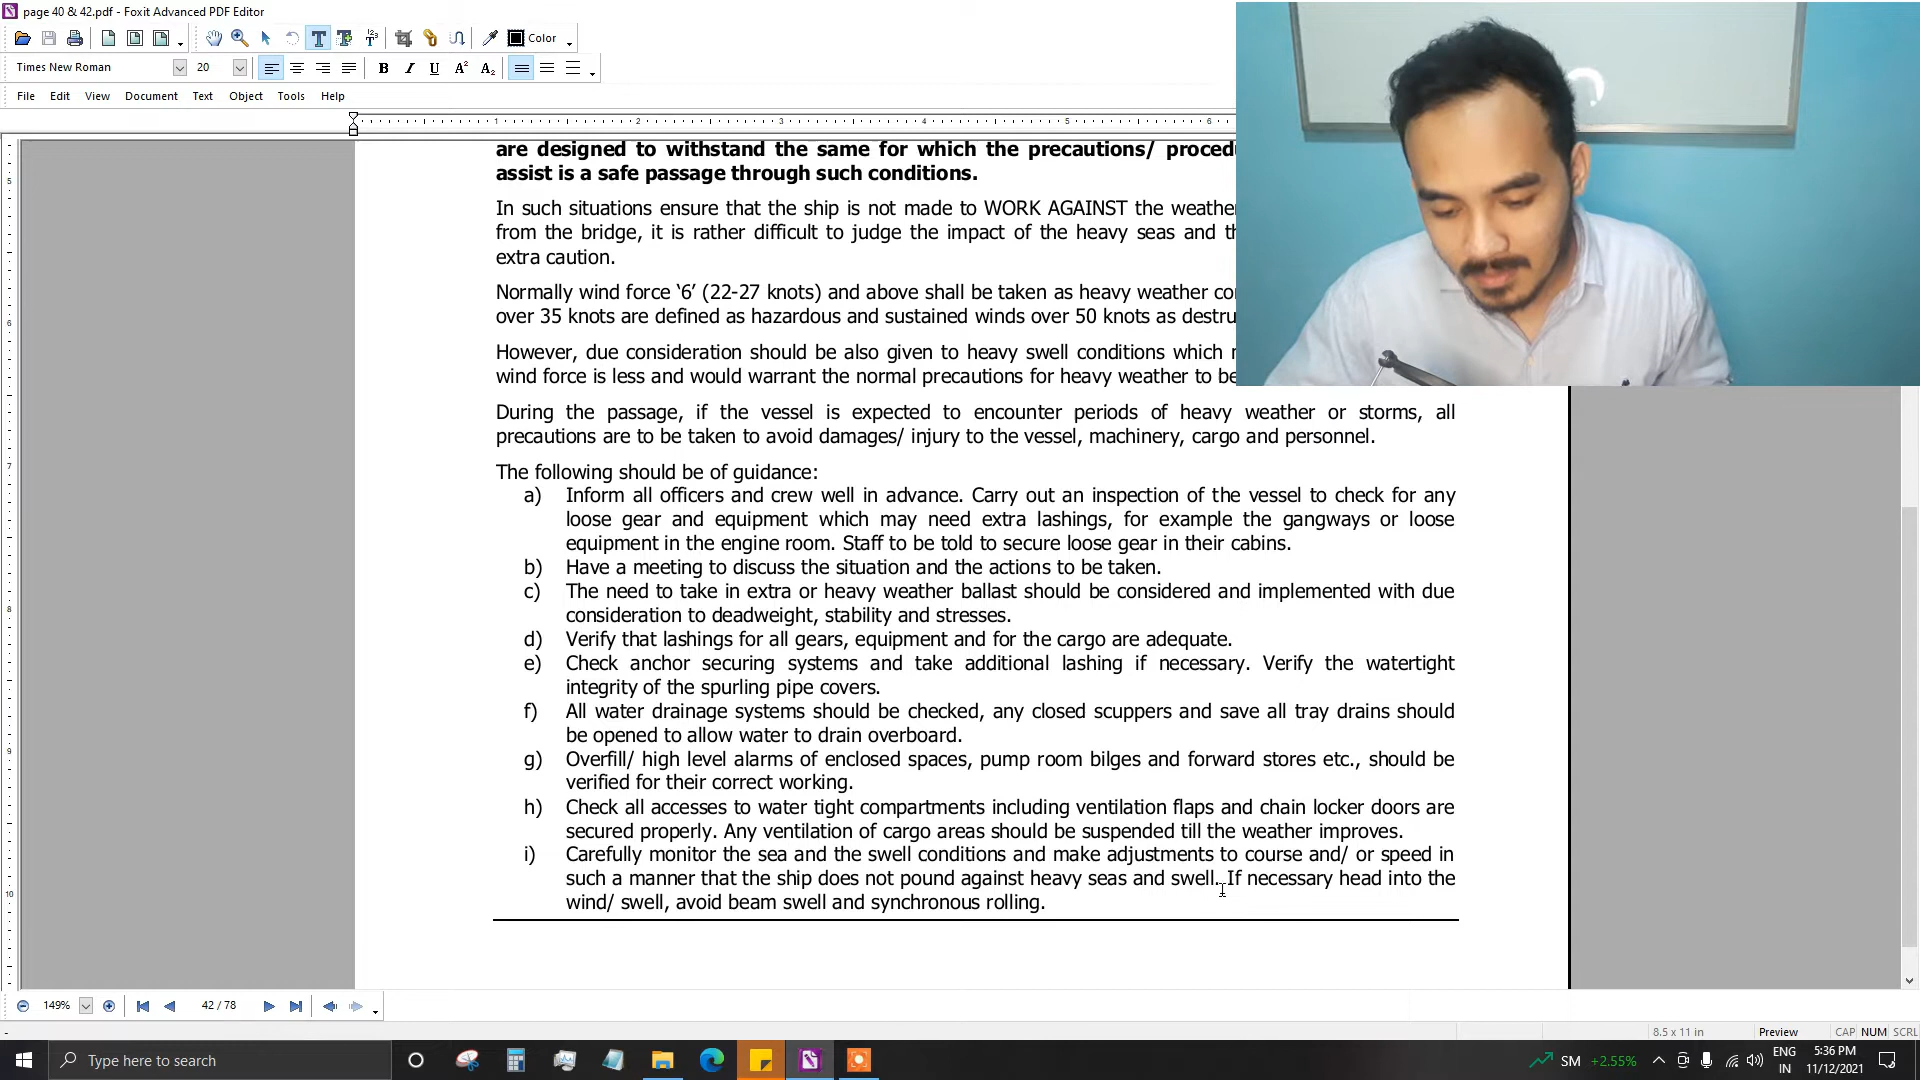 page 40 & 42.pdf - Foxit Advanced PDF Editor
Color
Times New Roman 20
File Edit View Document Text Object Tools Help
1 2 3 4 5 6
are designed to withstand the same for which the precautions/
assist is a safe passage through such conditions.
In such situations ensure that the ship is not made to WORK AGAINST the weather
from the bridge, it is rather difficult to judge the impact of the heavy seas and
extra caution.
Normally wind force ‘6’ (22-27 knots) and above shall be taken as heavy weather
over 35 knots are defined as hazardous and sustained winds over 50 knots as
However, due consideration should be also given to heavy swell conditions which
wind force is less and would warrant the normal precautions for heavy weather to be
During the passage, if the vessel is expected to encounter periods of heavy weather or storms, all
precautions are to be taken to avoid damages/ injury to the vessel, machinery, cargo and personnel.
The following should be of guidance:
a) Inform all officers and crew well in advance. Carry out an inspection of the vessel to check for any
loose gear and equipment which may need extra lashings, for example the gangways or loose
equipment in the engine room. Staff to be told to secure loose gear in their cabins.
b) Have a meeting to discuss the situation and the actions to be taken.
c) The need to take in extra or heavy weather ballast should be considered and implemented with due
consideration to deadweight, stability and stresses.
d) Verify that lashings for all gears, equipment and for the cargo are adequate.
e) Check anchor securing systems and take additional lashing if necessary. Verify the watertight
integrity of the spurling pipe covers.
f) All water drainage systems should be checked, any closed scuppers and save all tray drains should
be opened to allow water to drain overboard.
g) Overfill/ high level alarms of enclosed spaces, pump room bilges and forward stores etc., should be
verified for their correct working.
h) Check all accesses to water tight compartments including ventilation flaps and chain locker doors are
secured properly. Any ventilation of cargo areas should be suspended till the weather improves.
i) Carefully monitor the sea and the swell conditions and make adjustments to course and/ or speed in
such a manner that the ship does not pound against heavy seas and swell. If necessary head into the
wind/ swell, avoid beam swell and synchronous rolling.
149% 42 / 78
8.5 x 11 in Preview CAP NUM SCRL
Type here to search
SM +2.55% ENG 5:36 PM
IN 11/12/2021